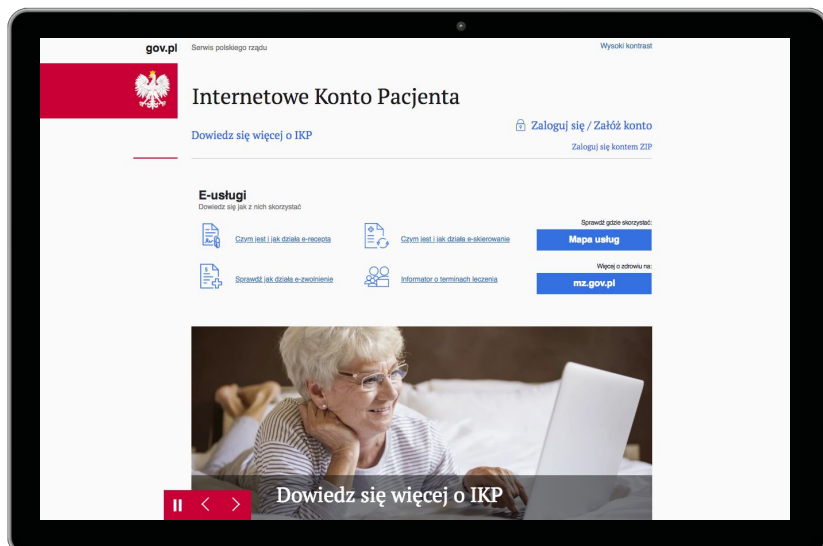 gov.pl
Serwis polskiego rządu
Wysoki kontrast
Internetowe Konto Pacjenta
Dowiedz się więcej o IKP
Zaloguj się / Załóż konto
Zaloguj się kontem ZIP
E-usługi
Dowiedz się jak z nich skorzystać
Czym jest i jak działa e-recepta
Czym jest i jak działa e-skierowanie
Sprawdź gdzie skorzystać:
Mapa usług
Sprawdź jak działa e-zwolnienie
Informator o terminach leczenia
Więcej o zdrowiu na:
mz.gov.pl
Dowiedz się więcej o IKP